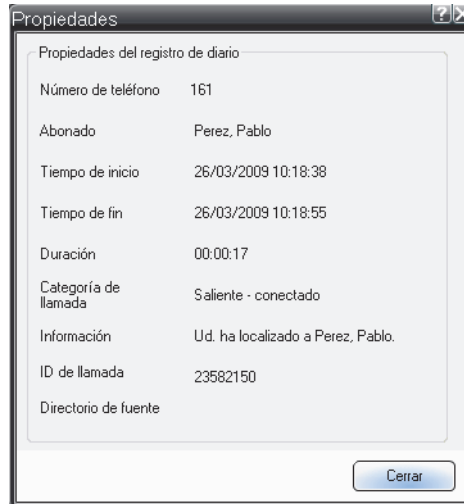 Propiedades
Propiedades del registro de diario
Número de teléfono 161
Abonado Perez, Pablo
Tiempo de inicio 26/03/2009 10:18:38
Tiempo de fin 26/03/2009 10:18:55
Duración 00:00:17
Categoría de
llamada Saliente - conectado
Información Ud. ha localizado a Perez, Pablo.
ID de llamada 23582150
Directorio de fuente
Cerrar